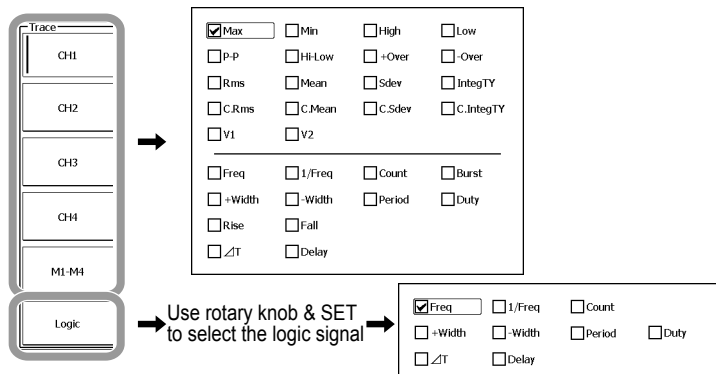 Trace
CH1
CH2
CH3
CH4
M1-M4
Logic
Max Min High Low
P-P Hi-Low +Over -Over
Rms Mean Sdev IntegTY
C.Rms C.Mean C.Sdev C.IntegTY
V1 V2
Freq 1/Freq Count Burst
+Width -Width Period Duty
Rise Fall
⊿T Delay
Use rotary knob & SET
to select the logic signal
Freq 1/Freq Count
+Width -Width Period Duty
⊿T Delay